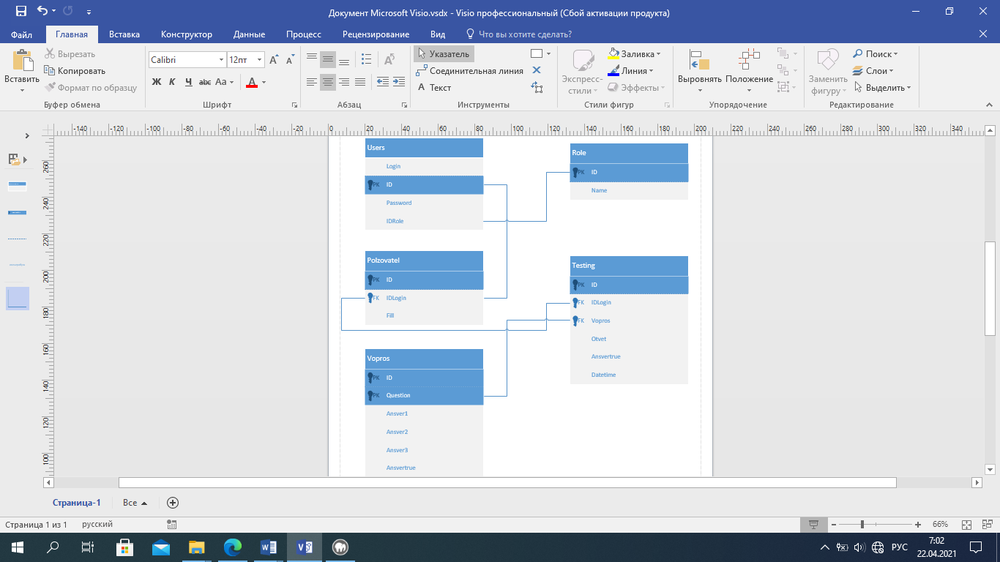 Документ Microsoft Visio.vsdx - Visio профессиональный (Сбой активации продукта)
Файл Главная Вставка Конструктор Данные Процесс Рецензирование Вид Что вы хотите сделать?
Вставить
Вырезать
Копировать
Формат по образцу
Буфер обмена
Calibri 12пт
Ж К Ч abc Aa A
Шрифт
Абзац
Указатель
Соединительная линия
A Текст
Инструменты
Экспресс-
стили
Заливка
Линия
Эффекты
Стили фигур
Выровнять Положение
Упорядочение
Заменить
фигуру
Поиск
Слои
Выделить
Редактирование
-140 -120 -100 -80 -60 -40 -20 0 20 40 60 80 100 120 140 160 180 200 220 240 260 280 300 320 340
260
240
220
200
180
160
140
120
100
Users
Login
PK ID
Password
IDRole
Role
PK ID
Name
Polzovatel
PK ID
FK IDLogin
Fill
Testing
PK ID
FK IDLogin
FK Vopros
Otvet
Ansvertrue
Datetime
Vopros
PK ID
PK Question
Ansver1
Ansver2
Ansver3
Ansvertrue
Страница-1 Все
Страница 1 из 1 русский 66%
РУС
7:02
22.04.2021